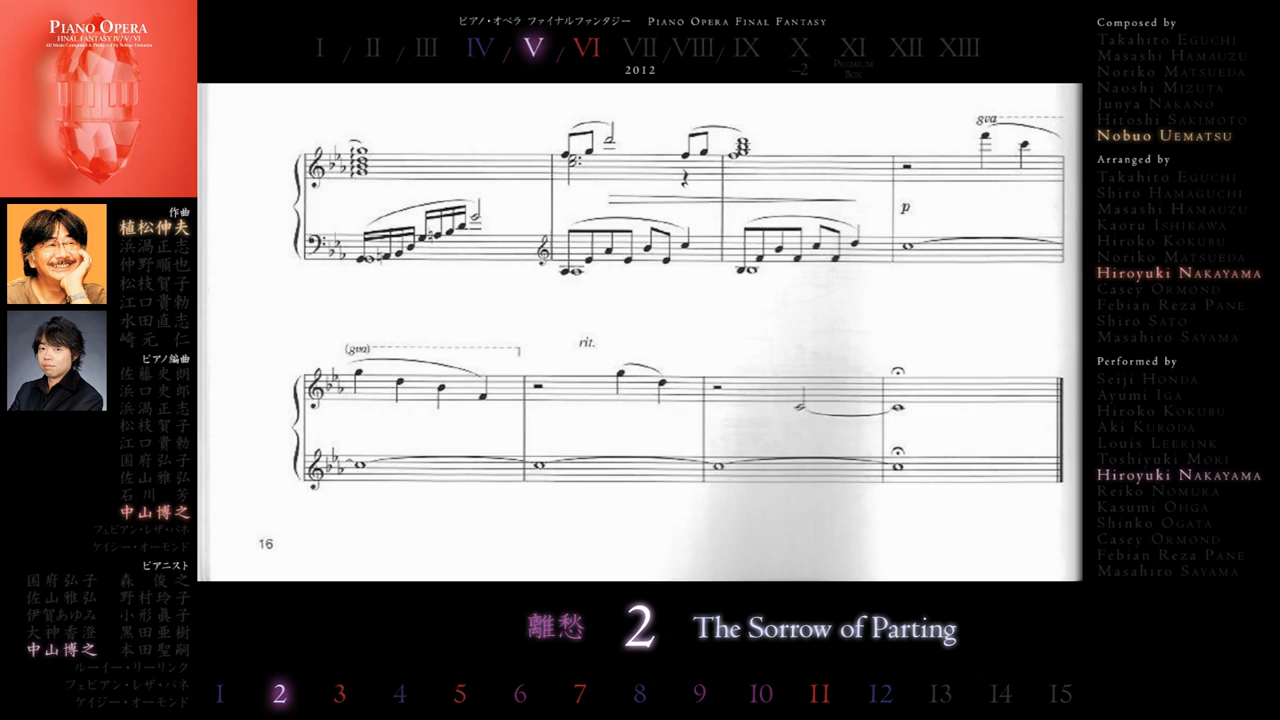 PIANO OPERA
FINAL FANTASY IV/V/VI
All Music Composed & Produced by Nobuo Uematsu
ピアノ・オペラ ファイナルファンタジー PIANO OPERA FINAL FANTASY
I / II / III / IV / V / VI / VII / VIII / IX / X / XI XII XIII
–2 PREMIUM BOX
2012
作曲
植松伸夫
浜渦正志
仲野順也
松枝賀子
江口貴勅
水田直志
崎元 仁
ピアノ編曲
佐藤史朗
浜口史郎
浜渦正志
松枝賀子
江口貴勅
国府弘子
佐山雅弘
石川 芳
中山博之
フェビアン・レザ・パネ
ケイシー・オーモンド
ピアニスト
国府弘子 森 俊之
佐山雅弘 野村玲子
伊賀あゆみ 小形眞子
大神香澄 黒田亜樹
中山博之 本田聖嗣
ルーイー・リーリンク
フェビアン・レザ・パネ
ケイジー・オーモンド
8va
p
(8va)
rit.
16
離愁 2 The Sorrow of Parting
1 2 3 4 5 6 7 8 9 10 11 12 13 14 15
Composed by
Takahito EGUCHI
Masashi HAMAUZU
Noriko MATSUEDA
Naoshi MIZUTA
Junya NAKANO
Hitoshi SAKIMOTO
Nobuo UEMATSU
Arranged by
Takahito EGUCHI
Shiro HAMAGUCHI
Masashi HAMAUZU
Kaoru ISHIKAWA
Hiroko KOKUBU
Noriko MATSUEDA
Hiroyuki NAKAYAMA
Casey ORMOND
Febian Reza PANE
Shiro SATO
Masahiro SAYAMA
Performed by
Seiji HONDA
Ayumi IGA
Hiroko KOKUBU
Aki KURODA
Louis LEERINK
Toshiyuki MORI
Hiroyuki NAKAYAMA
Reiko NOMURA
Kasumi OHGA
Shinko OGATA
Casey ORMOND
Febian Reza PANE
Masahiro SAYAMA